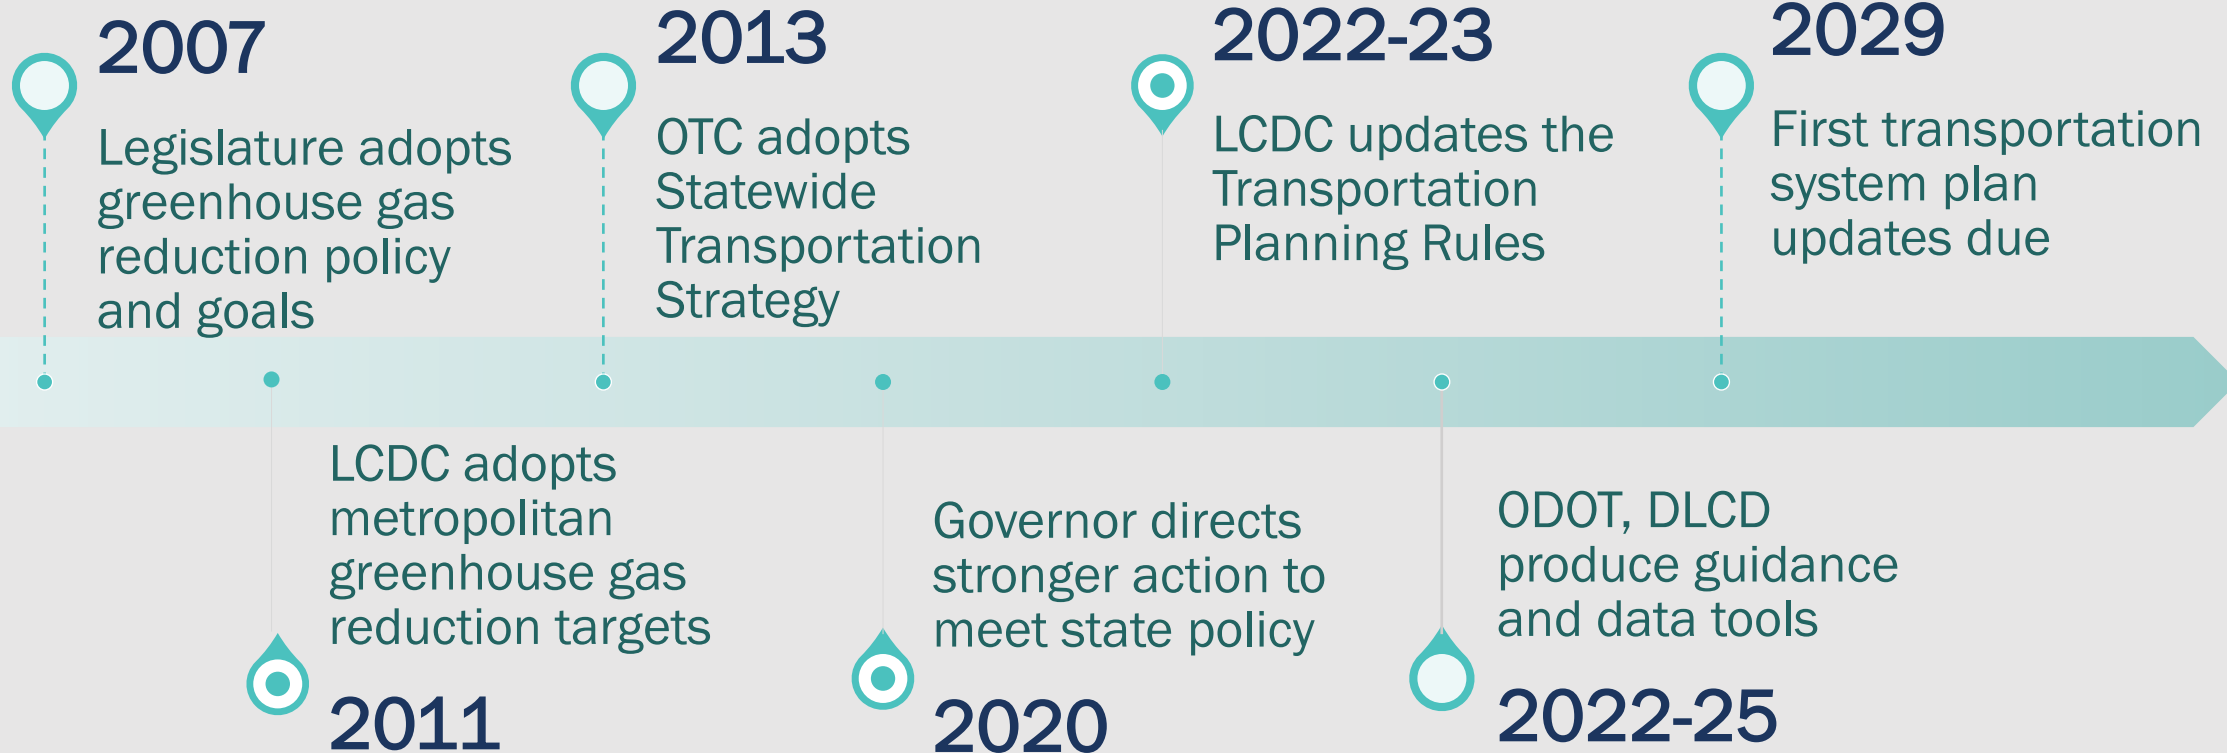 2007
Legislature adopts
greenhouse gas
reduction policy
and goals
LCDC adopts
metropolitan
greenhouse gas
reduction targets
2011
2013
OTC adopts
Statewide
Transportation
Strategy
Governor directs
stronger action to
meet state policy
2020
2022-23
LCDC updates the
Transportation
Planning Rules
ODOT, DLCD
produce guidance
and data tools
2022-25
2029
First transportation
system plan
updates due